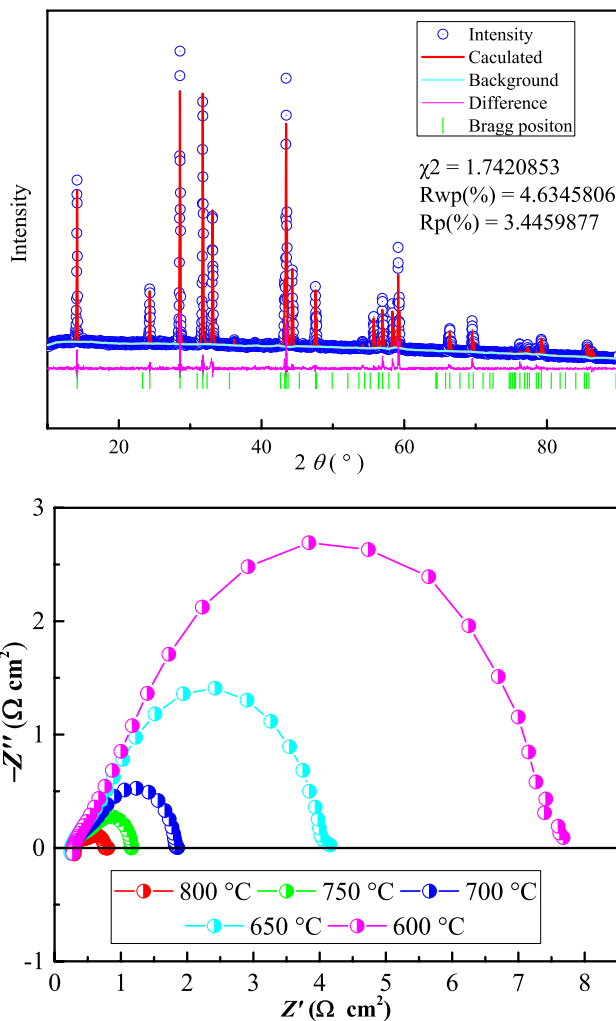 Intensity
Caculated
Background
Difference
Bragg positon
χ2 = 1.7420853
Rwp(%) = 4.6345806
Rp(%) = 3.4459877
Intensity
20 40 60 80
2 θ (°)
3
2
1
0
-1
−Z'' (Ω cm²)
800 °C 750 °C 700 °C
650 °C 600 °C
0 1 2 3 4 5 6 7 8
Z' (Ω cm²)